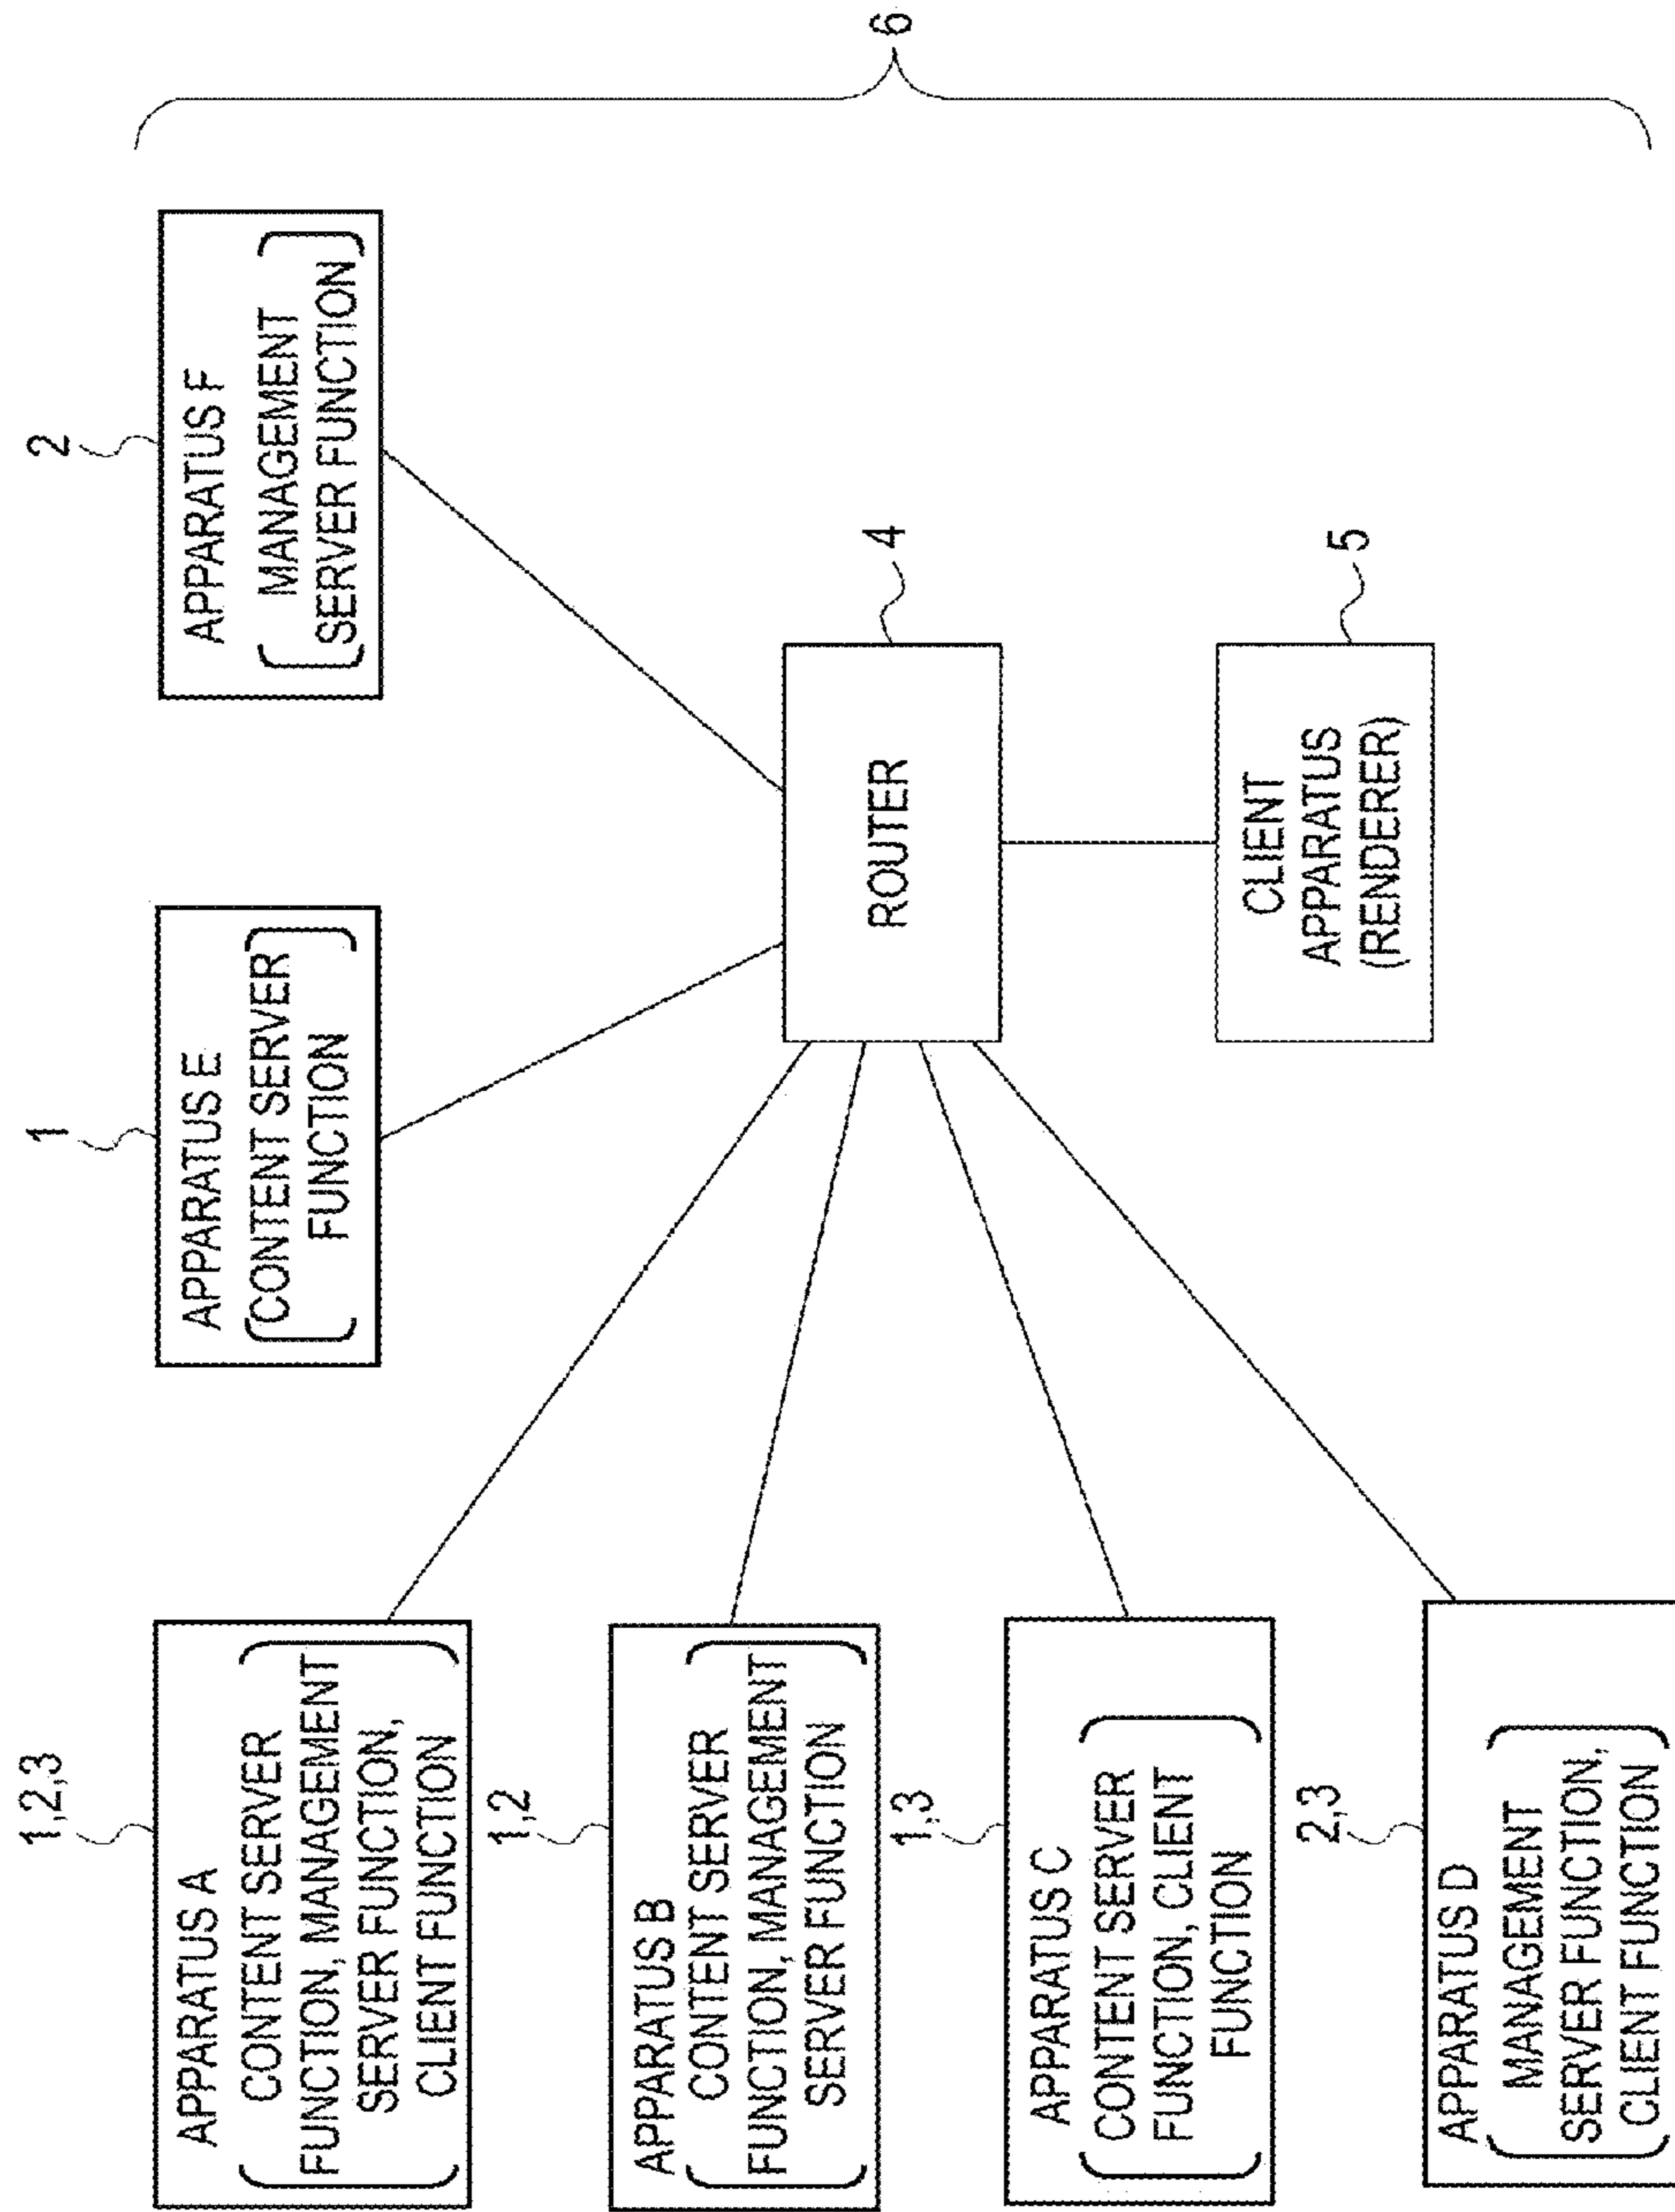 6
2
APPARATUS F
MANAGEMENT
SERVER FUNCTION
1
APPARATUS E
CONTENT SERVER
FUNCTION
1,2,3
APPARATUS A
CONTENT SERVER
FUNCTION, MANAGEMENT
SERVER FUNCTION,
CLIENT FUNCTION
1,2
APPARATUS B
CONTENT SERVER
FUNCTION, MANAGEMENT
SERVER FUNCTION
1,3
APPARATUS C
CONTENT SERVER
FUNCTION, CLIENT
FUNCTION
2,3
APPARATUS D
MANAGEMENT
SERVER FUNCTION,
CLIENT FUNCTION
4
ROUTER
5
CLIENT
APPARATUS
(RENDERER)